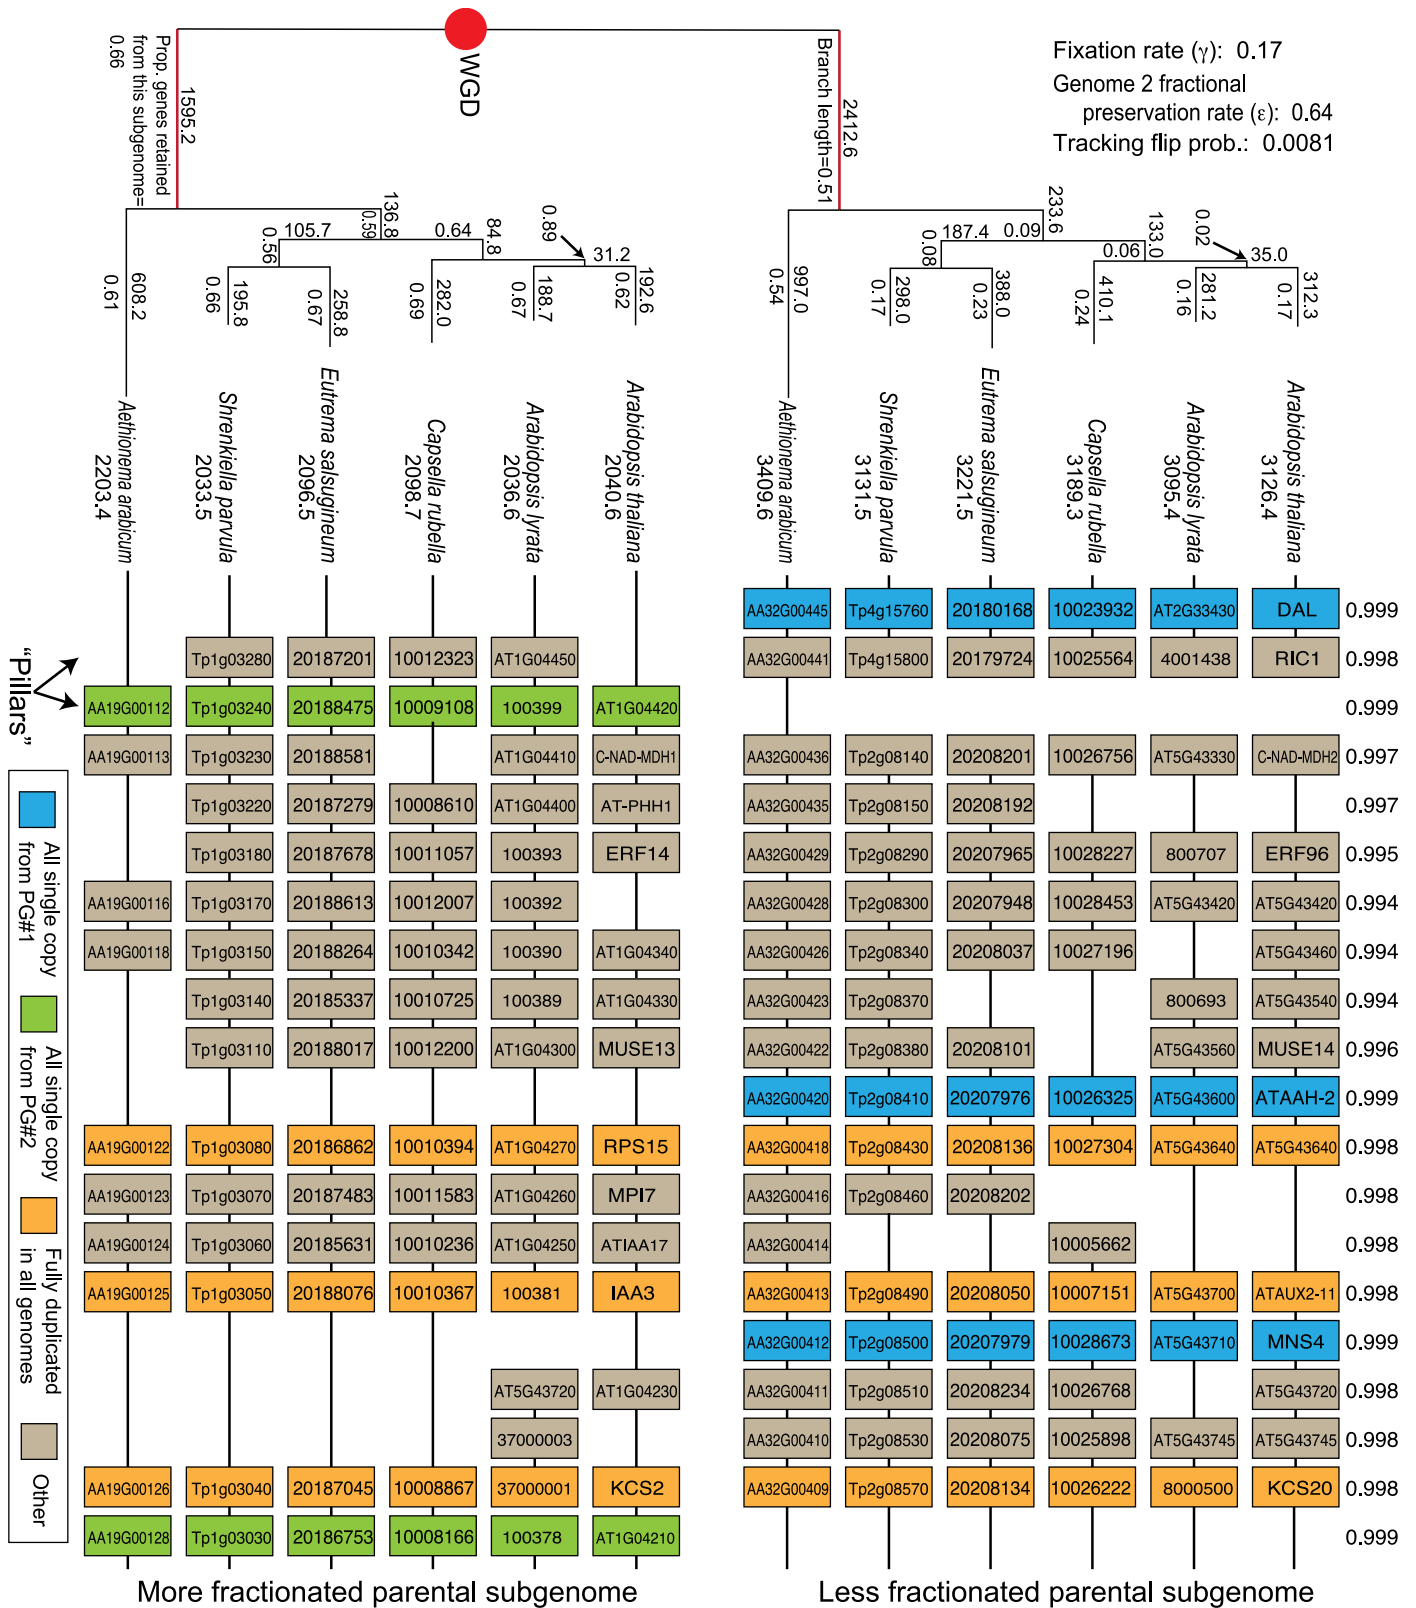 Fixation rate (γ): 0.17
Genome 2 fractional
preservation rate (ε): 0.64
Tracking flip prob.: 0.0081
WGD
Prop. genes retained
from this subgenome=
0.66
1595.2
2412.6
Branch length=0.51
608.2
0.61
136.8
0.59
105.7
0.56
195.8
0.66
258.8
0.67
84.8
0.64
282.0
0.69
0.89
31.2
188.7
0.67
192.6
0.62
997.0
0.54
233.6
0.09
187.4
0.08
298.0
0.17
388.0
0.23
133.0
0.06
410.1
0.24
0.02
35.0
281.2
0.16
312.3
0.17
Aethionema arabicum
2203.4
Shrenkiella parvula
2033.5
Eutrema salsugineum
2096.5
Capsella rubella
2098.7
Arabidopsis lyrata
2036.6
Arabidopsis thaliana
2040.6
Aethionema arabicum
3409.6
Shrenkiella parvula
3131.5
Eutrema salsugineum
3221.5
Capsella rubella
3189.3
Arabidopsis lyrata
3095.4
Arabidopsis thaliana
3126.4
AA32G00445 Tp4g15760 20180168 10023932 AT2G33430 DAL 0.999
Tp1g03280 20187201 10012323 AT1G04450 AA32G00441 Tp4g15800 20179724 10025564 4001438 RIC1 0.998
AA19G00112 Tp1g03240 20188475 10009108 100399 AT1G04420 0.999
AA19G00113 Tp1g03230 20188581 AT1G04410 C-NAD-MDH1 AA32G00436 Tp2g08140 20208201 10026756 AT5G43330 C-NAD-MDH2 0.997
Tp1g03220 20187279 10008610 AT1G04400 AT-PHH1 AA32G00435 Tp2g08150 20208192 0.997
Tp1g03180 20187678 10011057 100393 ERF14 AA32G00429 Tp2g08290 20207965 10028227 800707 ERF96 0.995
AA19G00116 Tp1g03170 20188613 10012007 100392 AA32G00428 Tp2g08300 20207948 10028453 AT5G43420 AT5G43420 0.994
AA19G00118 Tp1g03150 20188264 10010342 100390 AT1G04340 AA32G00426 Tp2g08340 20208037 10027196 AT5G43460 0.994
Tp1g03140 20185337 10010725 100389 AT1G04330 AA32G00423 Tp2g08370 800693 AT5G43540 0.994
Tp1g03110 20188017 10012200 AT1G04300 MUSE13 AA32G00422 Tp2g08380 20208101 AT5G43560 MUSE14 0.996
AA32G00420 Tp2g08410 20207976 10026325 AT5G43600 ATAAH-2 0.999
AA19G00122 Tp1g03080 20186862 10010394 AT1G04270 RPS15 AA32G00418 Tp2g08430 20208136 10027304 AT5G43640 AT5G43640 0.998
AA19G00123 Tp1g03070 20187483 10011583 AT1G04260 MPI7 AA32G00416 Tp2g08460 20208202 0.998
AA19G00124 Tp1g03060 20185631 10010236 AT1G04250 ATIAA17 AA32G00414 10005662 0.998
AA19G00125 Tp1g03050 20188076 10010367 100381 IAA3 AA32G00413 Tp2g08490 20208050 10007151 AT5G43700 ATAUX2-11 0.998
AA32G00412 Tp2g08500 20207979 10028673 AT5G43710 MNS4 0.999
AT5G43720 AT1G04230 AA32G00411 Tp2g08510 20208234 10026768 AT5G43720 0.998
37000003 AA32G00410 Tp2g08530 20208075 10025898 AT5G43745 AT5G43745 0.998
AA19G00126 Tp1g03040 20187045 10008867 37000001 KCS2 AA32G00409 Tp2g08570 20208134 10026222 8000500 KCS20 0.998
AA19G00128 Tp1g03030 20186753 10008166 100378 AT1G04210 0.999
"Pillars"
All single copy
from PG#1
All single copy
from PG#2
Fully duplicated
in all genomes
Other
More fractionated parental subgenome
Less fractionated parental subgenome